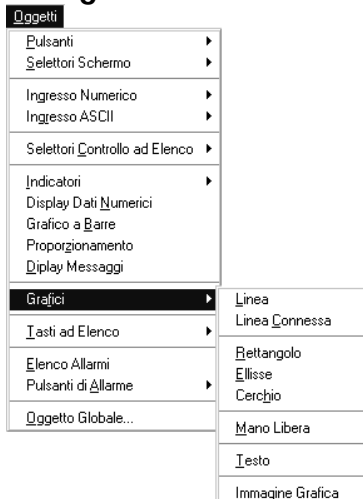 Oggetti
Pulsanti
Selettori Schermo
Ingresso Numerico
Ingresso ASCII
Selettori Controllo ad Elenco
Indicatori
Display Dati Numerici
Grafico a Barre
Proporzionamento
Diplay Messaggi
Grafici
Tasti ad Elenco
Elenco Allarmi
Pulsanti di Allarme
Oggetto Globale...
Linea
Linea Connessa
Rettangolo
Ellisse
Cerchio
Mano Libera
Testo
Immagine Grafica